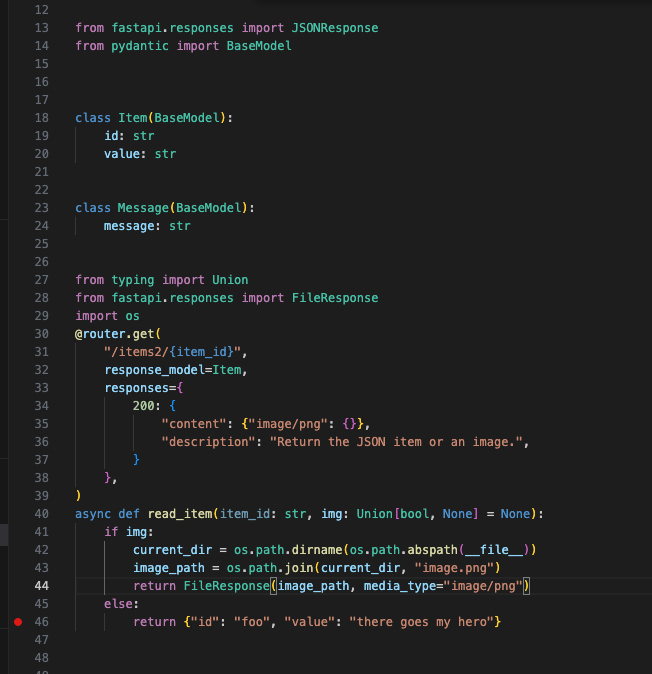 12
13 from fastapi.responses import JSONResponse
14 from pydantic import BaseModel
15
16
17
18 class Item(BaseModel):
19     id: str
20     value: str
21
22
23 class Message(BaseModel):
24     message: str
25
26
27 from typing import Union
28 from fastapi.responses import FileResponse
29 import os
30 @router.get(
31     "/items2/{item_id}",
32     response_model=Item,
33     responses={
34         200: {
35             "content": {"image/png": {}},
36             "description": "Return the JSON item or an image.",
37         }
38     },
39 )
40 async def read_item(item_id: str, img: Union[bool, None] = None):
41     if img:
42         current_dir = os.path.dirname(os.path.abspath(__file__))
43         image_path = os.path.join(current_dir, "image.png")
44         return FileResponse(image_path, media_type="image/png")
45     else:
46         return {"id": "foo", "value": "there goes my hero"}
47
48